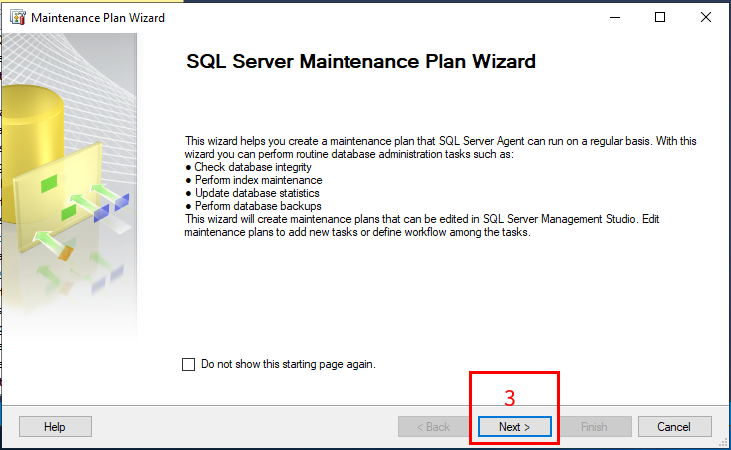 Maintenance Plan Wizard
SQL Server Maintenance Plan Wizard
This wizard helps you create a maintenance plan that SQL Server Agent can run on a regular basis. With this
wizard you can perform routine database administration tasks such as:
● Check database integrity
● Perform index maintenance
● Update database statistics
● Perform database backups
This wizard will create maintenance plans that can be edited in SQL Server Management Studio. Edit
maintenance plans to add new tasks or define workflow among the tasks.
Do not show this starting page again.
3
Help
< Back
Next >
Finish
Cancel